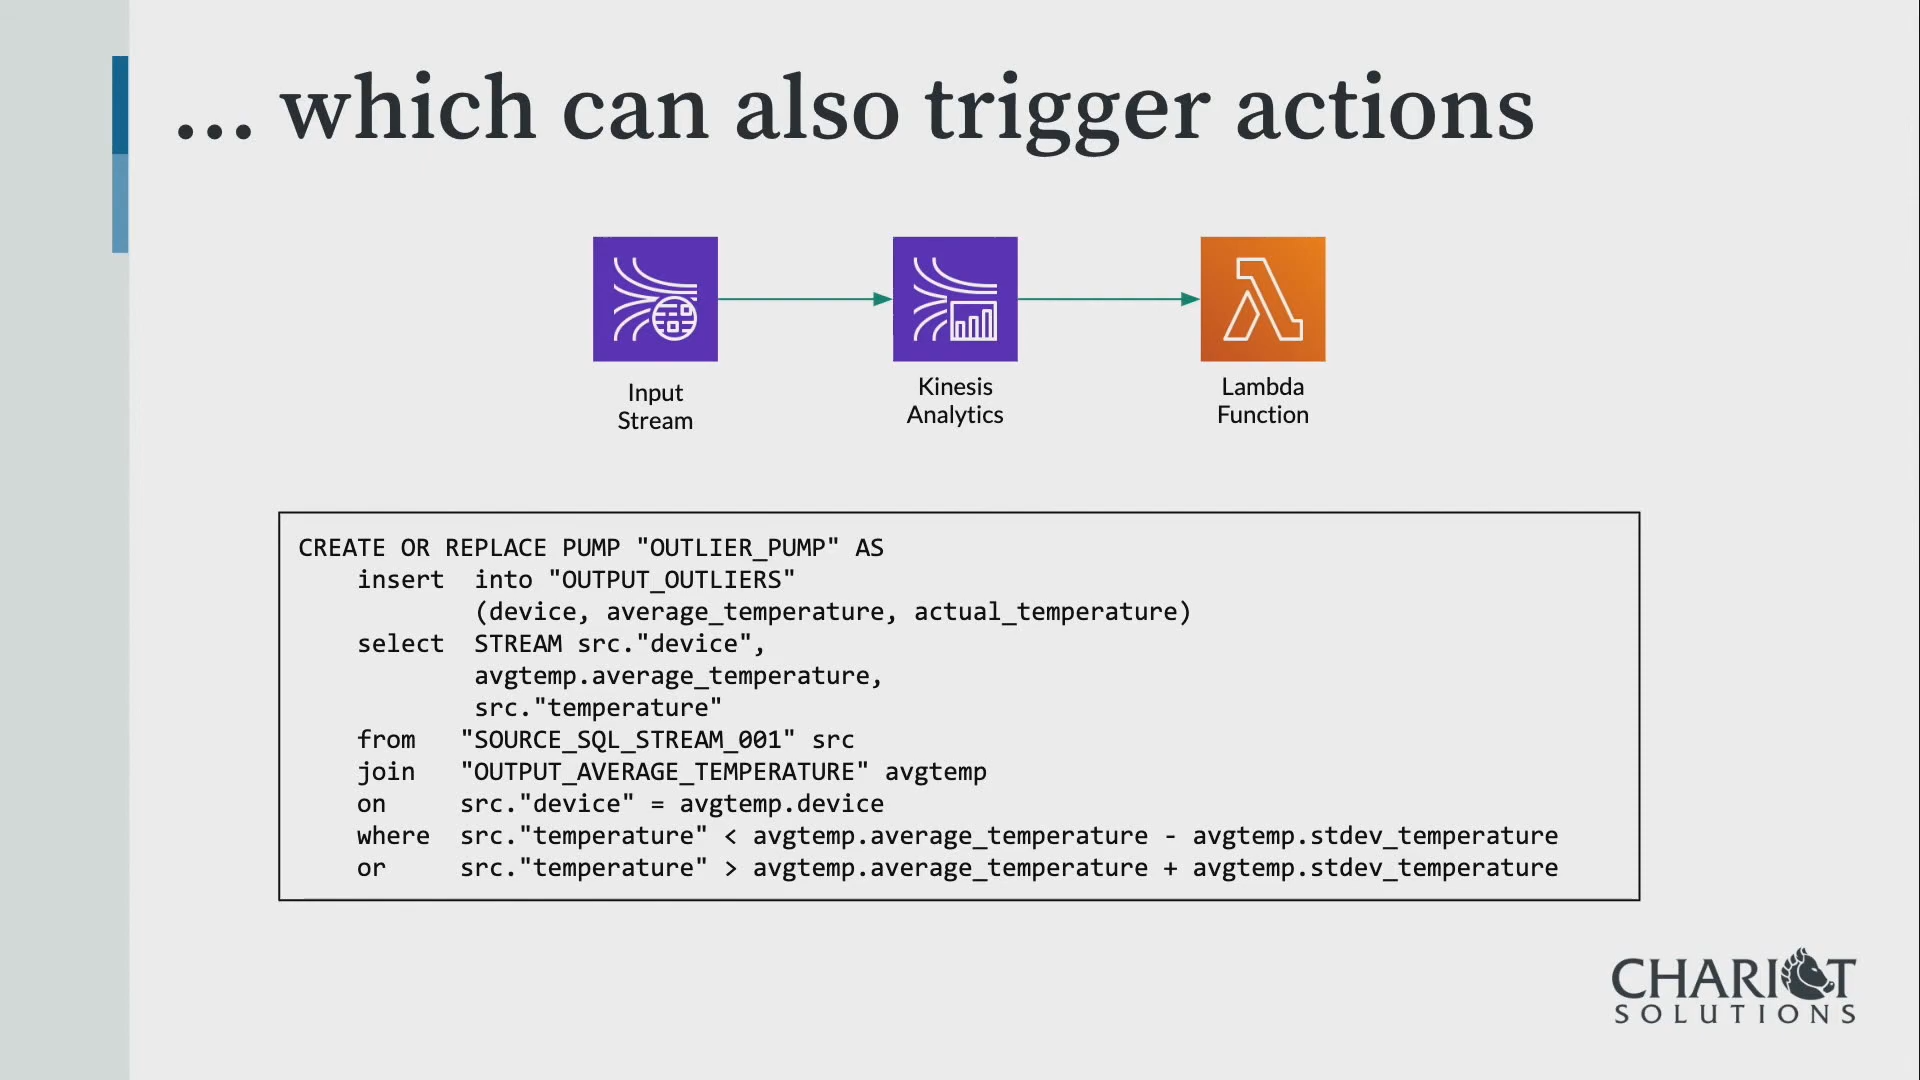 ... which can also trigger actions
Input
Stream
Kinesis
Analytics
Lambda
Function
CREATE OR REPLACE PUMP "OUTLIER_PUMP" AS
    insert  into "OUTPUT_OUTLIERS"
            (device, average_temperature, actual_temperature)
    select  STREAM src."device",
            avgtemp.average_temperature,
            src."temperature"
    from   "SOURCE_SQL_STREAM_001" src
    join   "OUTPUT_AVERAGE_TEMPERATURE" avgtemp
    on     src."device" = avgtemp.device
    where  src."temperature" < avgtemp.average_temperature - avgtemp.stdev_temperature
    or     src."temperature" > avgtemp.average_temperature + avgtemp.stdev_temperature
CHARIOT
SOLUTIONS